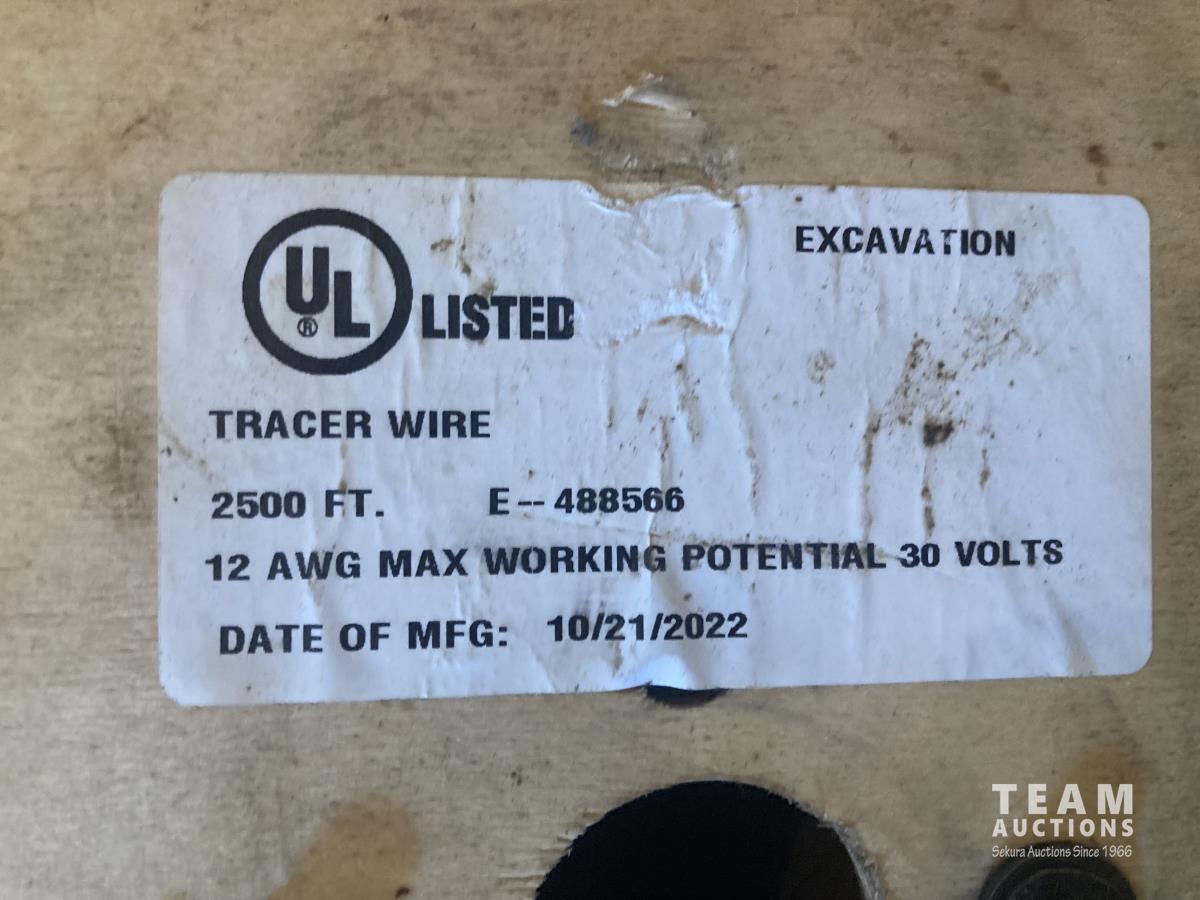 UL
®
LISTED
EXCAVATION
TRACER WIRE
2500 FT. E--488566
12 AWG MAX WORKING POTENTIAL 30 VOLTS
DATE OF MFG: 10/21/2022
TEAM
AUCTIONS
Sekura Auctions Since 1966